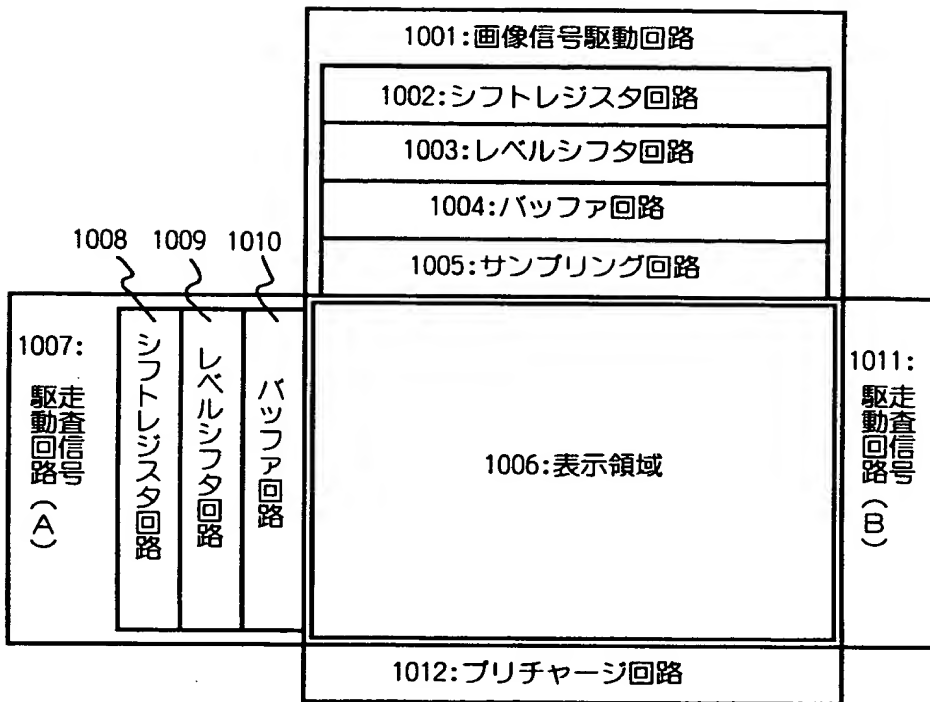 1001:画像信号駆動回路
1002:シフトレジスタ回路
1003:レベルシフタ回路
1004:バッファ回路
1005:サンプリング回路
1008 1009 1010
1007:
走査信号
駆動回路(A)
シフトレジスタ回路
レベルシフタ回路
バッファ回路
1006:表示領域
1011:
走査信号
駆動回路(B)
1012:プリチャージ回路